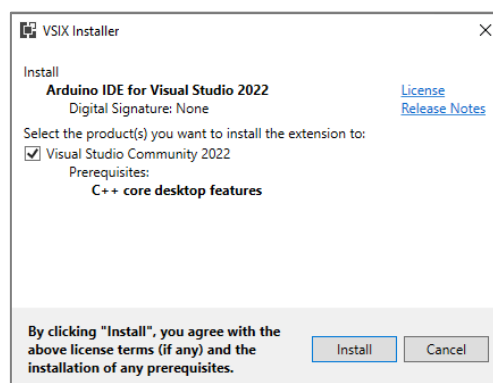 VSIX Installer
Install
Arduino IDE for Visual Studio 2022
License
Digital Signature: None
Release Notes
Select the product(s) you want to install the extension to:
Visual Studio Community 2022
Prerequisites:
C++ core desktop features
By clicking "Install", you agree with the
above license terms (if any) and the
installation of any prerequisites.
Install
Cancel